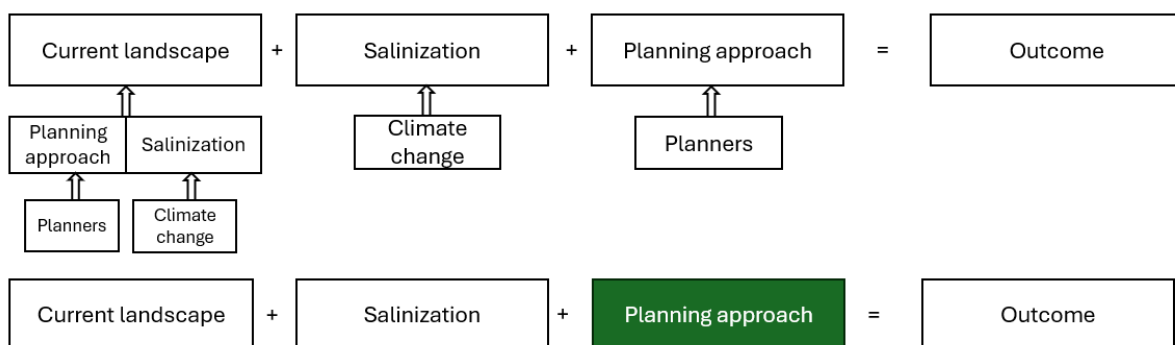 Current landscape + Salinization + Planning approach = Outcome
Planning
approach
Salinization
Climate
change
Planners
Planners
Climate
change
Current landscape + Salinization + Planning approach = Outcome